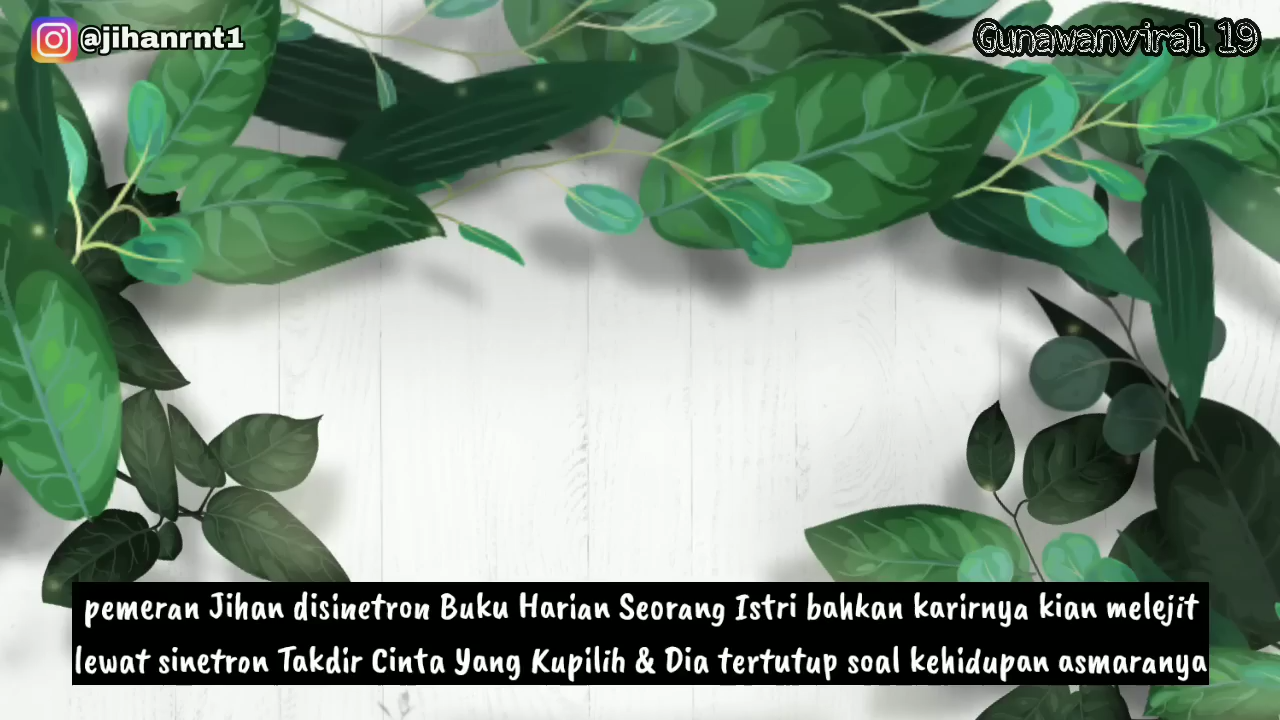 @jihanrnt1
Gunawanviral 19
pemeran Jihan disinetron Buku Harian Seorang Istri bahkan karirnya kian melejit
lewat sinetron Takdir Cinta Yang Kupilih & Dia tertutup soal kehidupan asmaranya